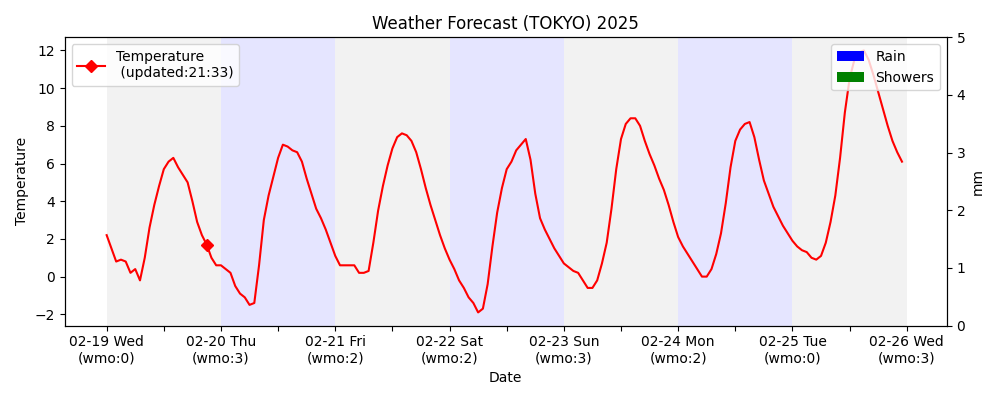 Weather Forecast (TOKYO) 2025
Temperature
(updated:21:33)
Rain
Showers
12
10
8
6
4
2
0
−2
Temperature
5
4
3
2
1
0
mm
02-19 Wed
(wmo:0)
02-20 Thu
(wmo:3)
02-21 Fri
(wmo:2)
02-22 Sat
(wmo:2)
02-23 Sun
(wmo:3)
02-24 Mon
(wmo:2)
02-25 Tue
(wmo:0)
02-26 Wed
(wmo:3)
Date